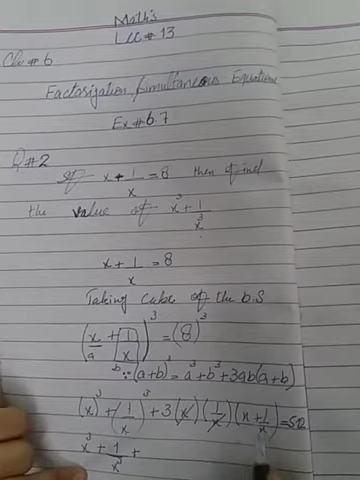 Math's
Lec # 13
Ch # 6
Factorization, Simultaneous Equations
Ex # 6.7
Q # 2
If x + 1/x = 8 then find
the value of x³ + 1/x³
x + 1/x = 8
Taking Cube of the b.S
(x + 1/x)³ = (8)³
a b
∵ (a+b)³ = a³ + b³ + 3ab(a+b)
(x)³ + (1/x)³ + 3(x)(1/x)(x + 1/x) = 512
x³ + 1/x³ +